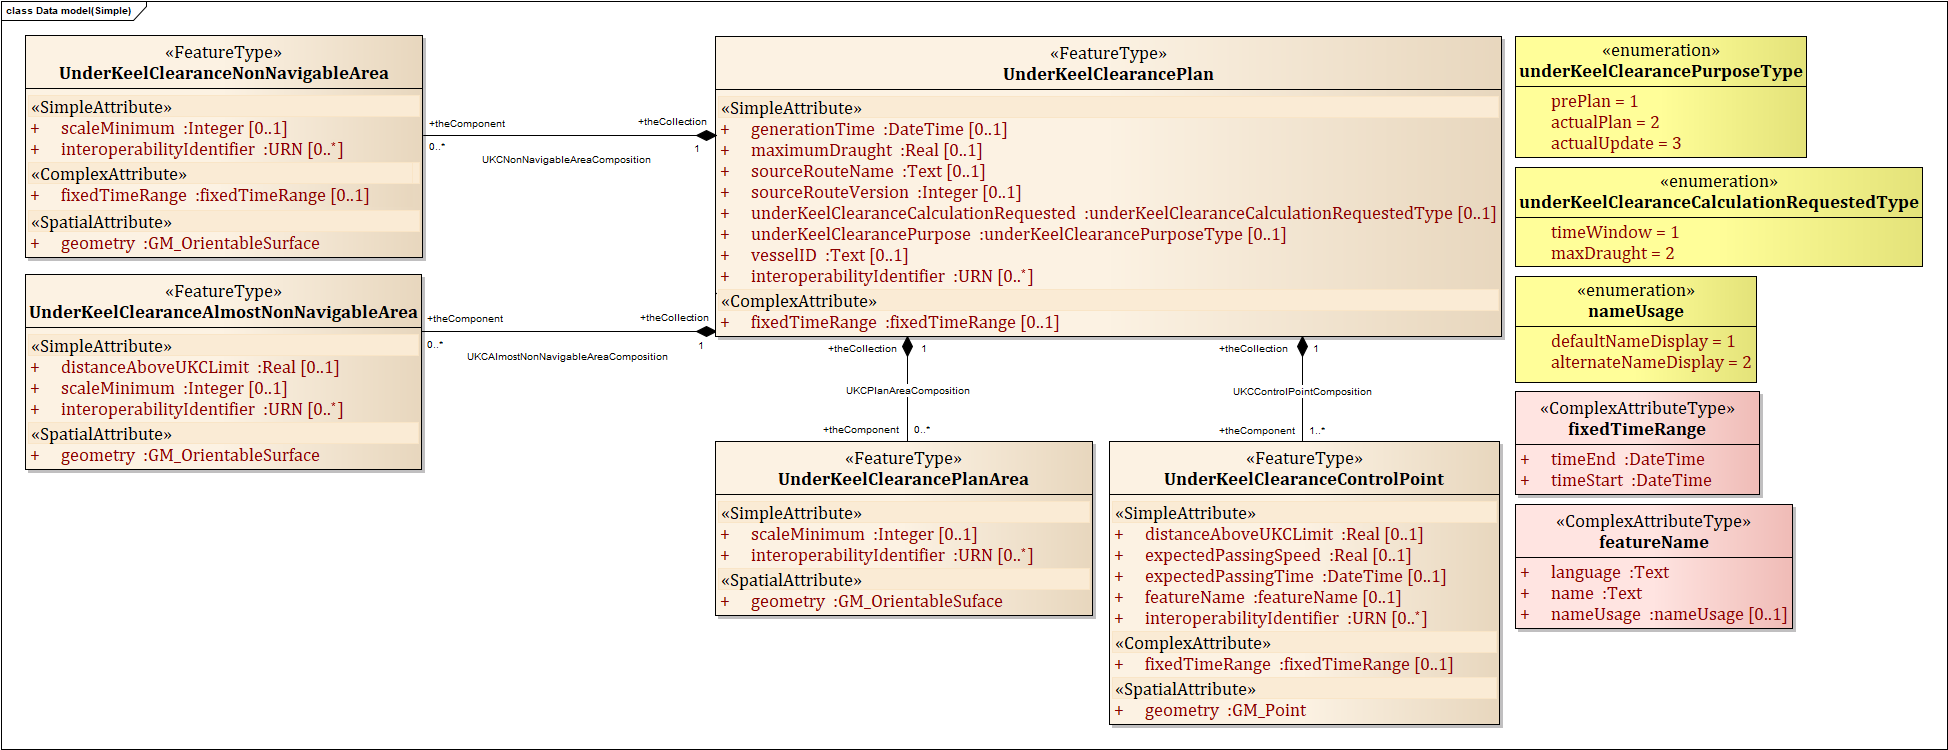 class Data model(Simple)
«FeatureType»
UnderKeelClearanceNonNavigableArea
«SimpleAttribute»
+ scaleMinimum :Integer [0..1]
+ interoperabilityIdentifier :URN [0..*]
«ComplexAttribute»
+ fixedTimeRange :fixedTimeRange [0..1]
«SpatialAttribute»
+ geometry :GM_OrientableSurface
«FeatureType»
UnderKeelClearanceAlmostNonNavigableArea
«SimpleAttribute»
+ distanceAboveUKCLimit :Real [0..1]
+ scaleMinimum :Integer [0..1]
+ interoperabilityIdentifier :URN [0..*]
«SpatialAttribute»
+ geometry :GM_OrientableSurface
+theComponent
0..*
UKCNonNavigableAreaComposition
+theCollection
1
+theComponent
0..*
UKCAlmostNonNavigableAreaComposition
+theCollection
1
«FeatureType»
UnderKeelClearancePlan
«SimpleAttribute»
+ generationTime :DateTime [0..1]
+ maximumDraught :Real [0..1]
+ sourceRouteName :Text [0..1]
+ sourceRouteVersion :Integer [0..1]
+ underKeelClearanceCalculationRequested :underKeelClearanceCalculationRequestedType [0..1]
+ underKeelClearancePurpose :underKeelClearancePurposeType [0..1]
+ vesselID :Text [0..1]
+ interoperabilityIdentifier :URN [0..*]
«ComplexAttribute»
+ fixedTimeRange :fixedTimeRange [0..1]
+theCollection 1
UKCPlanAreaComposition
+theComponent 0..*
+theCollection 1
UKCControlPointComposition
+theComponent 1..*
«FeatureType»
UnderKeelClearancePlanArea
«SimpleAttribute»
+ scaleMinimum :Integer [0..1]
+ interoperabilityIdentifier :URN [0..*]
«SpatialAttribute»
+ geometry :GM_OrientableSuface
«FeatureType»
UnderKeelClearanceControlPoint
«SimpleAttribute»
+ distanceAboveUKCLimit :Real [0..1]
+ expectedPassingSpeed :Real [0..1]
+ expectedPassingTime :DateTime [0..1]
+ featureName :featureName [0..1]
+ interoperabilityIdentifier :URN [0..*]
«ComplexAttribute»
+ fixedTimeRange :fixedTimeRange [0..1]
«SpatialAttribute»
+ geometry :GM_Point
«enumeration»
underKeelClearancePurposeType
prePlan = 1
actualPlan = 2
actualUpdate = 3
«enumeration»
underKeelClearanceCalculationRequestedType
timeWindow = 1
maxDraught = 2
«enumeration»
nameUsage
defaultNameDisplay = 1
alternateNameDisplay = 2
«ComplexAttributeType»
fixedTimeRange
+ timeEnd :DateTime
+ timeStart :DateTime
«ComplexAttributeType»
featureName
+ language :Text
+ name :Text
+ nameUsage :nameUsage [0..1]